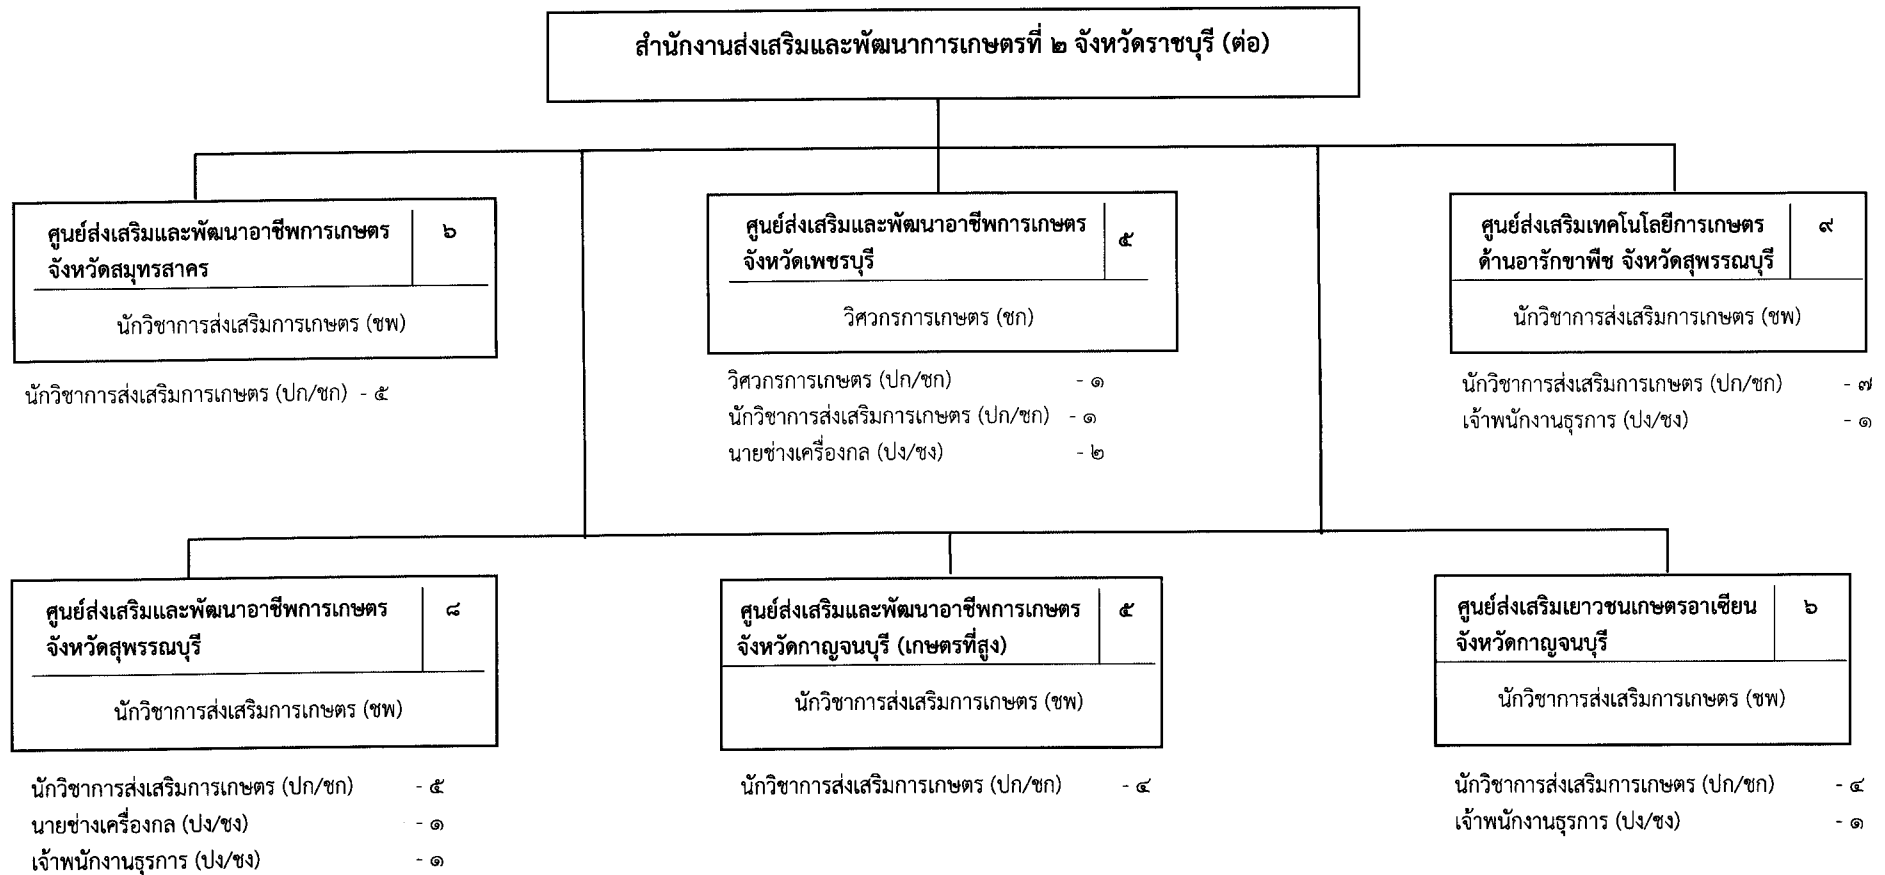 สำนักงานส่งเสริมและพัฒนาการเกษตรที่ ๒ จังหวัดราชบุรี (ต่อ)
ศูนย์ส่งเสริมและพัฒนาอาชีพการเกษตร ๖
จังหวัดสมุทรสาคร
นักวิชาการส่งเสริมการเกษตร (ชพ)
นักวิชาการส่งเสริมการเกษตร (ปก/ชก) - ๕
ศูนย์ส่งเสริมและพัฒนาอาชีพการเกษตร ๕
จังหวัดเพชรบุรี
วิศวกรการเกษตร (ชก)
วิศวกรการเกษตร (ปก/ชก) - ๑
นักวิชาการส่งเสริมการเกษตร (ปก/ชก) - ๑
นายช่างเครื่องกล (ปง/ชง) - ๒
ศูนย์ส่งเสริมเทคโนโลยีการเกษตร ๙
ด้านอารักขาพืช จังหวัดสุพรรณบุรี
นักวิชาการส่งเสริมการเกษตร (ชพ)
นักวิชาการส่งเสริมการเกษตร (ปก/ชก) - ๗
เจ้าพนักงานธุรการ (ปง/ชง) - ๑
ศูนย์ส่งเสริมและพัฒนาอาชีพการเกษตร ๘
จังหวัดสุพรรณบุรี
นักวิชาการส่งเสริมการเกษตร (ชพ)
นักวิชาการส่งเสริมการเกษตร (ปก/ชก) - ๕
นายช่างเครื่องกล (ปง/ชง) - ๑
เจ้าพนักงานธุรการ (ปง/ชง) - ๑
ศูนย์ส่งเสริมและพัฒนาอาชีพการเกษตร ๕
จังหวัดกาญจนบุรี (เกษตรที่สูง)
นักวิชาการส่งเสริมการเกษตร (ชพ)
นักวิชาการส่งเสริมการเกษตร (ปก/ชก) - ๔
ศูนย์ส่งเสริมเยาวชนเกษตรอาเซียน ๖
จังหวัดกาญจนบุรี
นักวิชาการส่งเสริมการเกษตร (ชพ)
นักวิชาการส่งเสริมการเกษตร (ปก/ชก) - ๔
เจ้าพนักงานธุรการ (ปง/ชง) - ๑